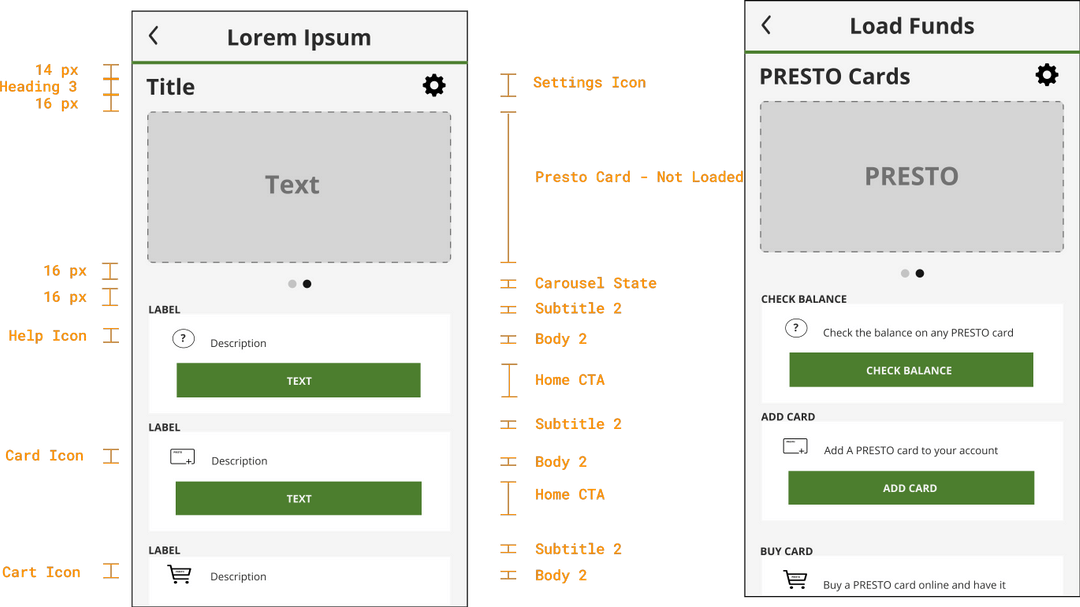 Lorem Ipsum
14 px
Heading 3
16 px
Title
Text
16 px
16 px
LABEL
Help Icon
?
Description
TEXT
LABEL
Card Icon
Description
TEXT
LABEL
Cart Icon
Description
Settings Icon
Presto Card - Not Loaded
Carousel State
Subtitle 2
Body 2
Home CTA
Subtitle 2
Body 2
Home CTA
Subtitle 2
Body 2
Load Funds
PRESTO Cards
PRESTO
CHECK BALANCE
?
Check the balance on any PRESTO card
CHECK BALANCE
ADD CARD
Add A PRESTO card to your account
ADD CARD
BUY CARD
Buy a PRESTO card online and have it